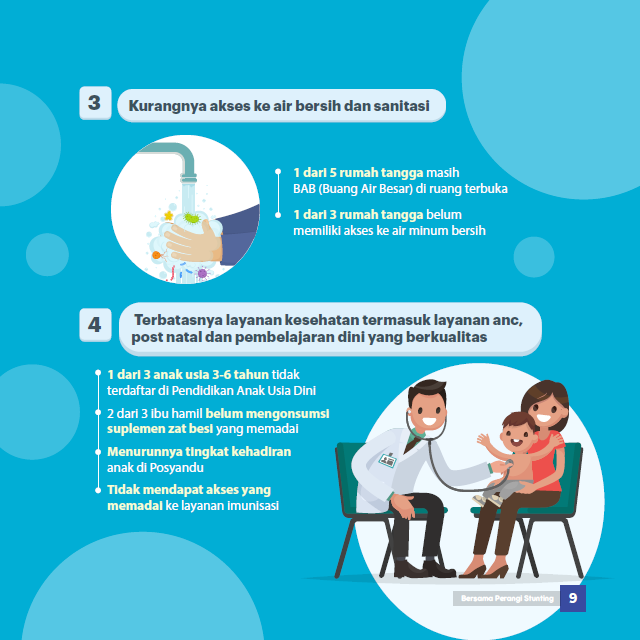 3
Kurangnya akses ke air bersih dan sanitasi
1 dari 5 rumah tangga masih
BAB (Buang Air Besar) di ruang terbuka
1 dari 3 rumah tangga belum
memiliki akses ke air minum bersih
4
Terbatasnya layanan kesehatan termasuk layanan anc,
post natal dan pembelajaran dini yang berkualitas
1 dari 3 anak usia 3-6 tahun tidak
terdaftar di Pendidikan Anak Usia Dini
2 dari 3 ibu hamil belum mengonsumsi
suplemen zat besi yang memadai
Menurunnya tingkat kehadiran
anak di Posyandu
Tidak mendapat akses yang
memadai ke layanan imunisasi
Bersama Perangi Stunting
9